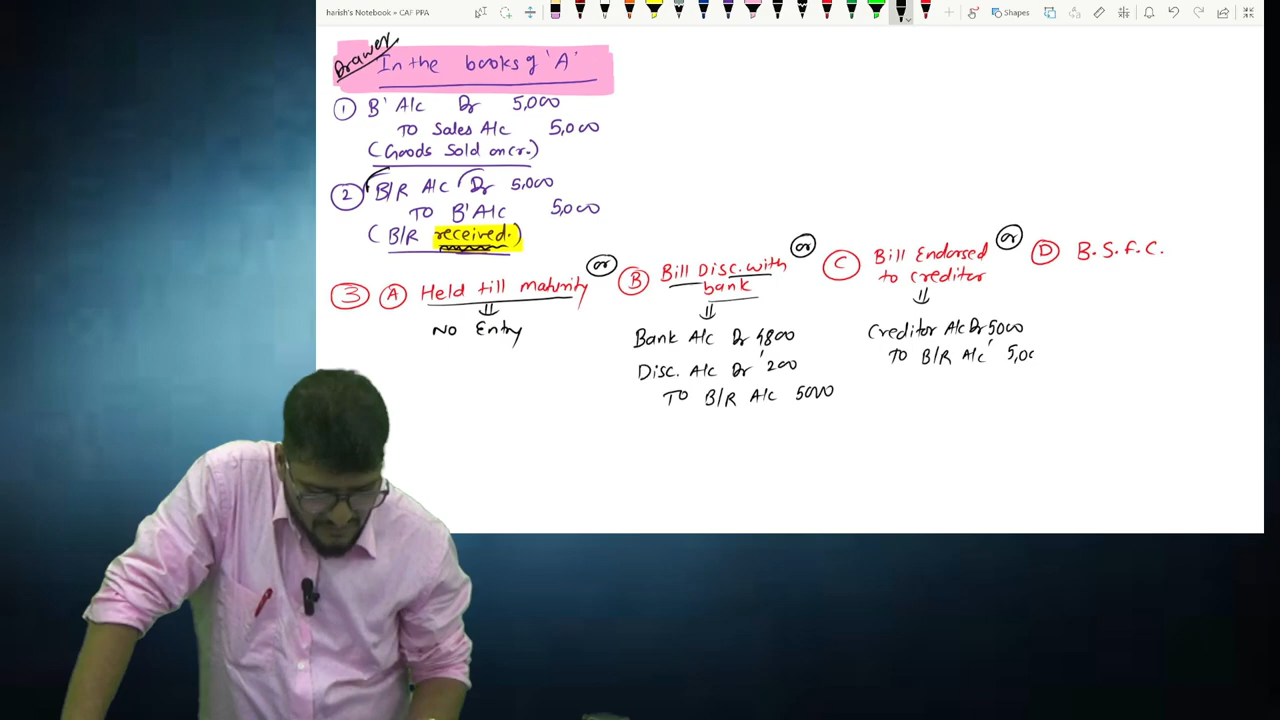 harish's Notebook » CAF PPA
Shapes
Drawer
In the books of 'A'
① B' A/c Dr 5,000
To Sales A/c 5,000
(Goods Sold on cr.)
② B/R A/c Dr 5,000
To B' A/c 5,000
(B/R received.)
③ Ⓐ Held till maturity
No Entry
or
Ⓑ Bill Disc. with
bank
Bank A/c Dr 4,800
Disc. A/c Dr 200
To B/R A/c 5000
or
Ⓒ Bill Endorsed
to creditor
Creditor A/c Dr 5000
To B/R A/c 5,00
or
Ⓓ B.S.f.C.